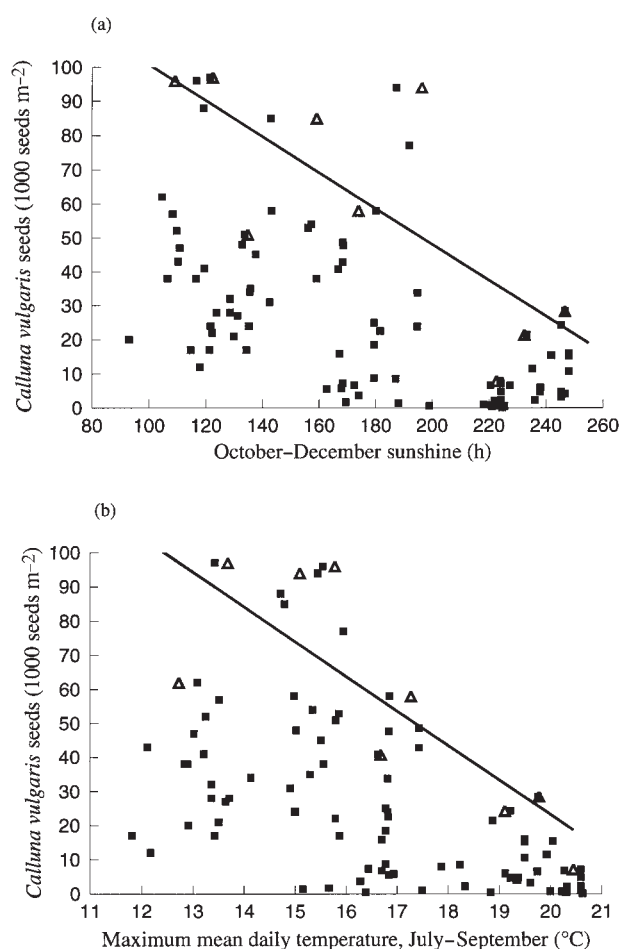 (a)
Calluna vulgaris seeds (1000 seeds m−2)
100
90
80
70
60
50
40
30
20
10
0
80 100 120 140 160 180 200 220 240 260
October–December sunshine (h)
(b)
Calluna vulgaris seeds (1000 seeds m−2)
100
90
80
70
60
50
40
30
20
10
0
11 12 13 14 15 16 17 18 19 20 21
Maximum mean daily temperature, July–September (°C)